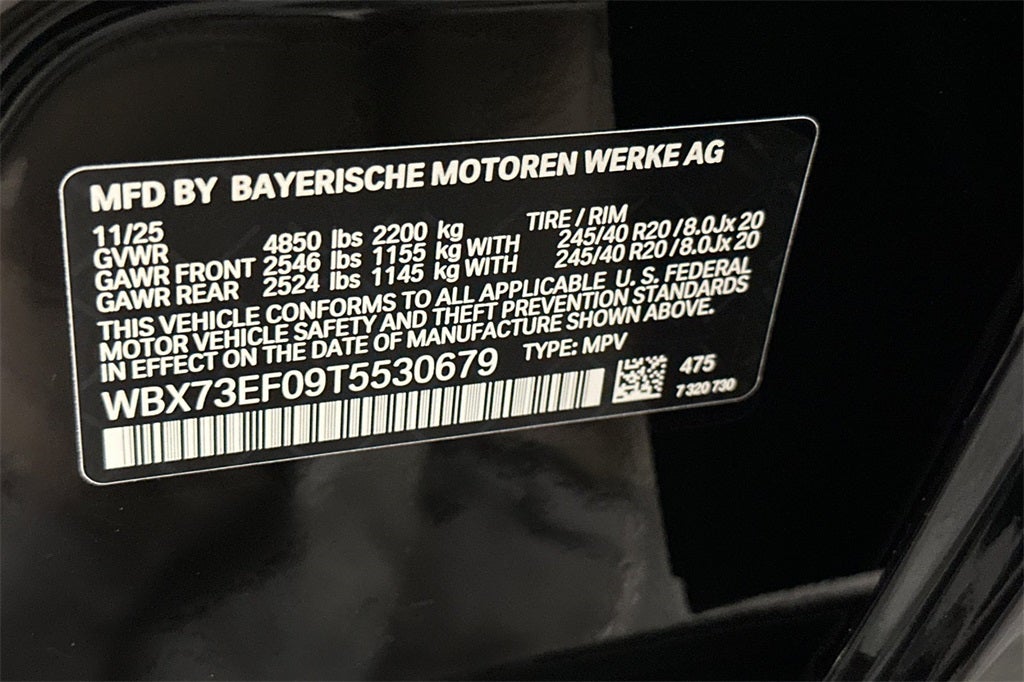 MFD BY BAYERISCHE MOTOREN WERKE AG
11/25 TIRE / RIM
GVWR 4850 lbs 2200 kg
GAWR FRONT 2546 lbs 1155 kg WITH 245/40 R20 / 8.0Jx 20
GAWR REAR 2524 lbs 1145 kg WITH 245/40 R20 / 8.0Jx 20
THIS VEHICLE CONFORMS TO ALL APPLICABLE U. S. FEDERAL
MOTOR VEHICLE SAFETY AND THEFT PREVENTION STANDARDS
IN EFFECT ON THE DATE OF MANUFACTURE SHOWN ABOVE.
WBX73EF09T5530679 TYPE: MPV
475
7 320 730